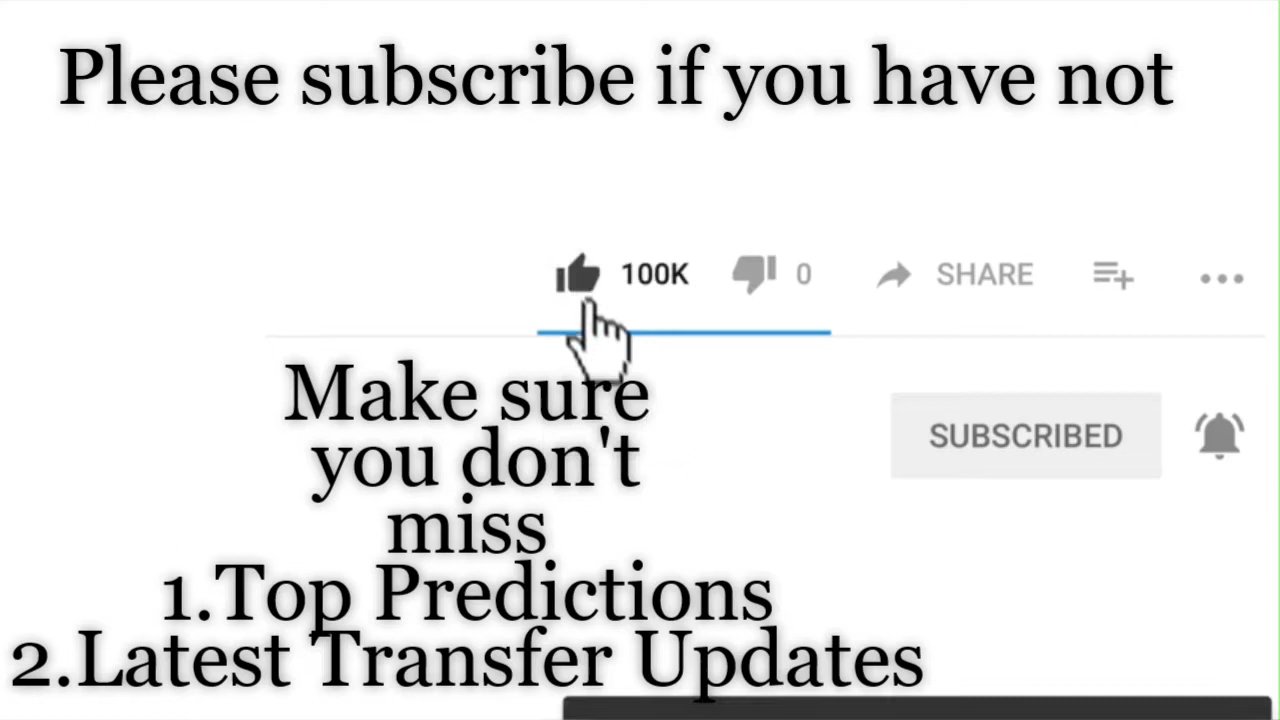 Please subscribe if you have not
100K 0 SHARE
Make sure
you don't
miss
SUBSCRIBED
1.Top Predictions
2.Latest Transfer Updates